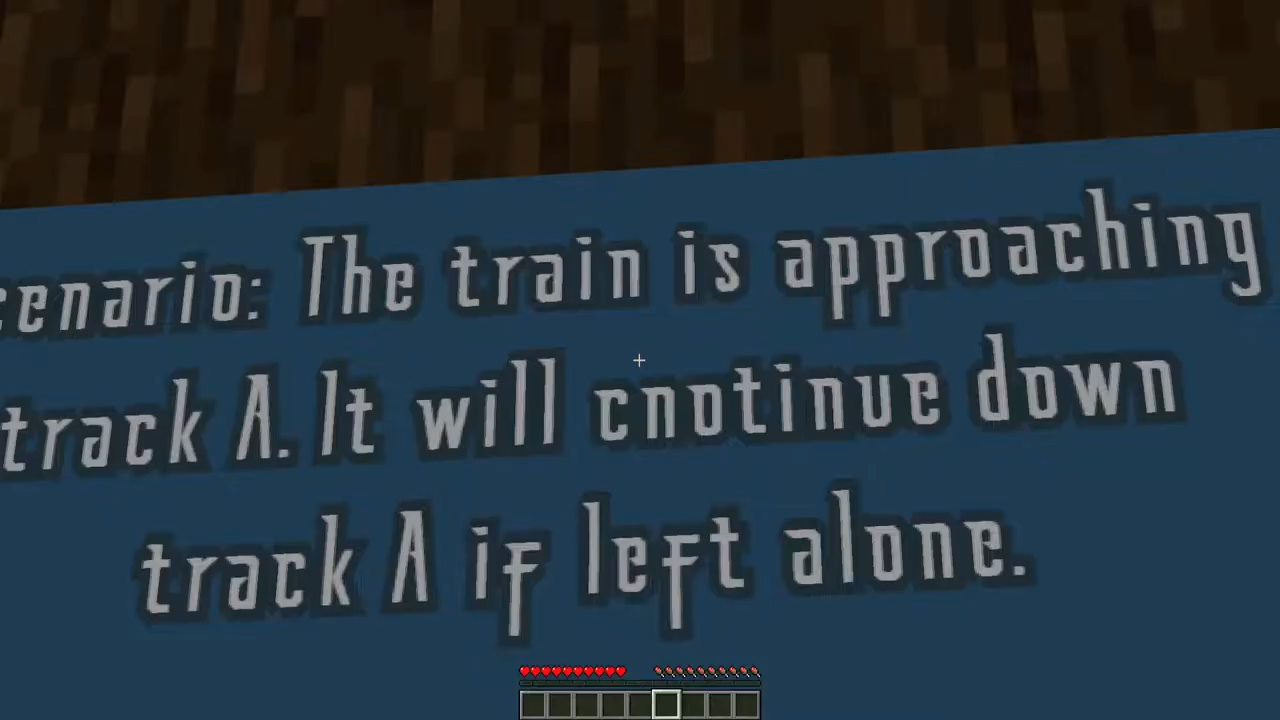 cenario: The train is approaching
track A. It will cnotinue down
track A if left alone.